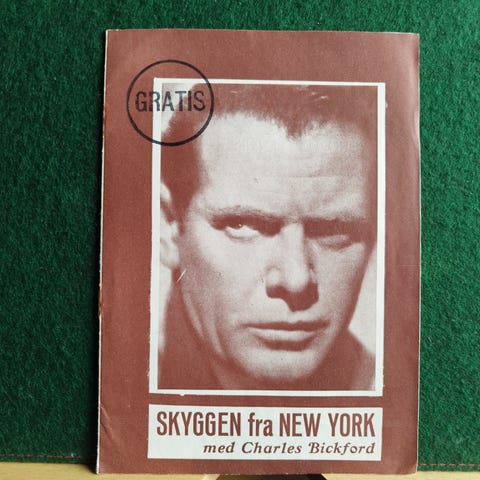 GRATIS
SKYGGEN fra NEW YORK
med Charles Bickford